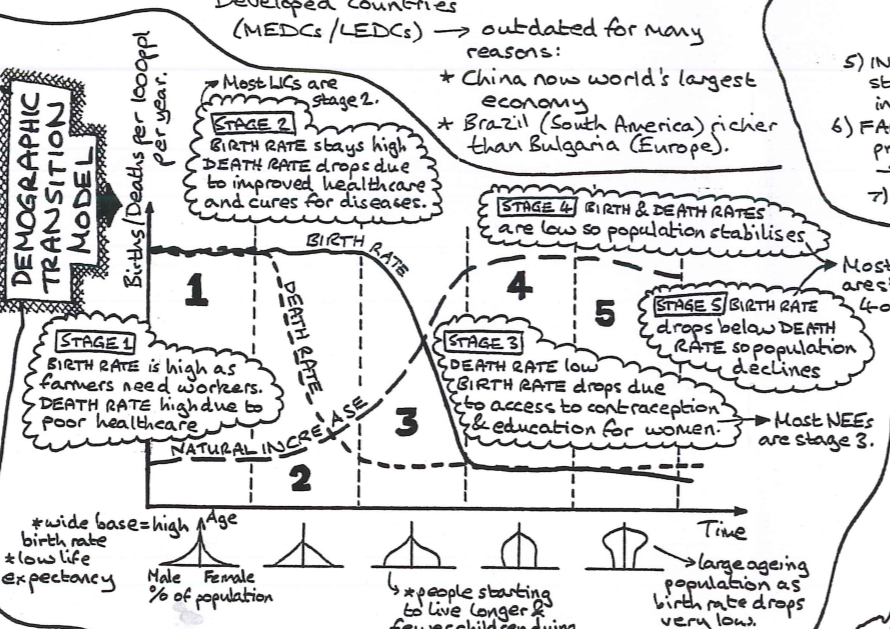 Developed Countries
(MEDCs/LEDCs) → outdated for many
reasons:
* China now world's largest
economy
* Brazil (South America) richer
than Bulgaria (Europe).
5) IN
6) FA
7)
DEMOGRAPHIC
TRANSITION
MODEL
Births/Deaths per 1000ppl
per year.
→ Most LICs are
stage 2.
STAGE 2
BIRTH RATE stays high
DEATH RATE drops due
to improved healthcare
and cures for diseases.
STAGE 4 BIRTH & DEATH RATES
are low so population stabilises
Most
STAGE 5 BIRTH RATE
drops below DEATH
RATE so population
declines
BIRTH RATE
DEATH RATE
NATURAL INCREASE
1
2
3
4
5
STAGE 1
BIRTH RATE is high as
farmers need workers.
DEATH RATE high due to
poor healthcare
STAGE 3
DEATH RATE low
BIRTH RATE drops due
to access to contraception
& education for women.
→ Most NEEs
are stage 3.
Time
*wide base = high
birth rate
*low life
expectancy
Age
Male Female
% of population
→ *people starting
to live longer &
fewer children dying
→ large ageing
population as
birth rate drops
very low.